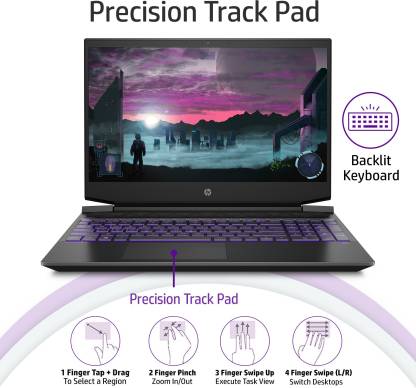 Precision Track Pad
hp
Backlit
Keyboard
Precision Track Pad
1 Finger Tap + Drag
To Select a Region
2 Finger Pinch
Zoom In/Out
3 Finger Swipe Up
Execute Task View
4 Finger Swipe (L/R)
Switch Desktops